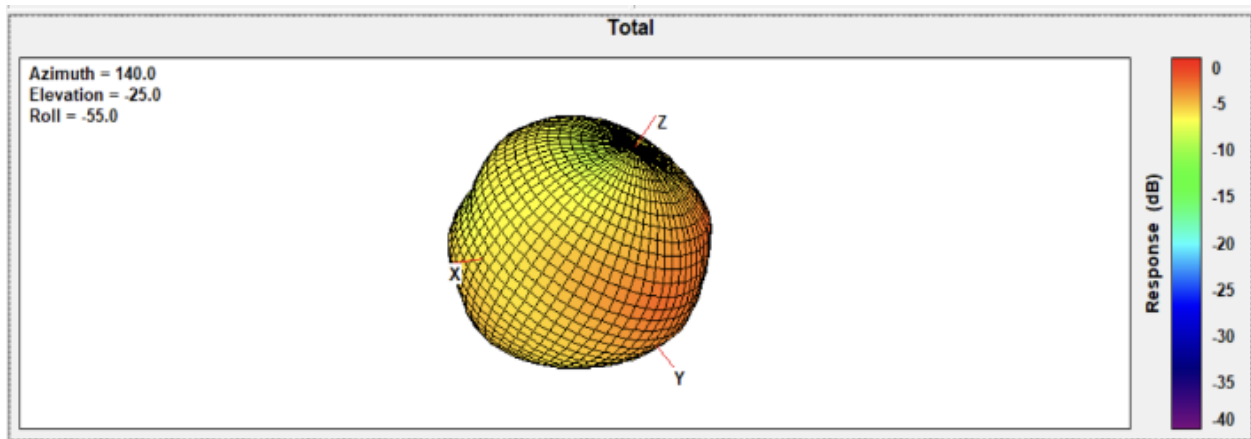 Total
Azimuth = 140.0
Elevation = -25.0
Roll = -55.0
Z
X
Y
Response (dB)
0
-5
-10
-15
-20
-25
-30
-35
-40